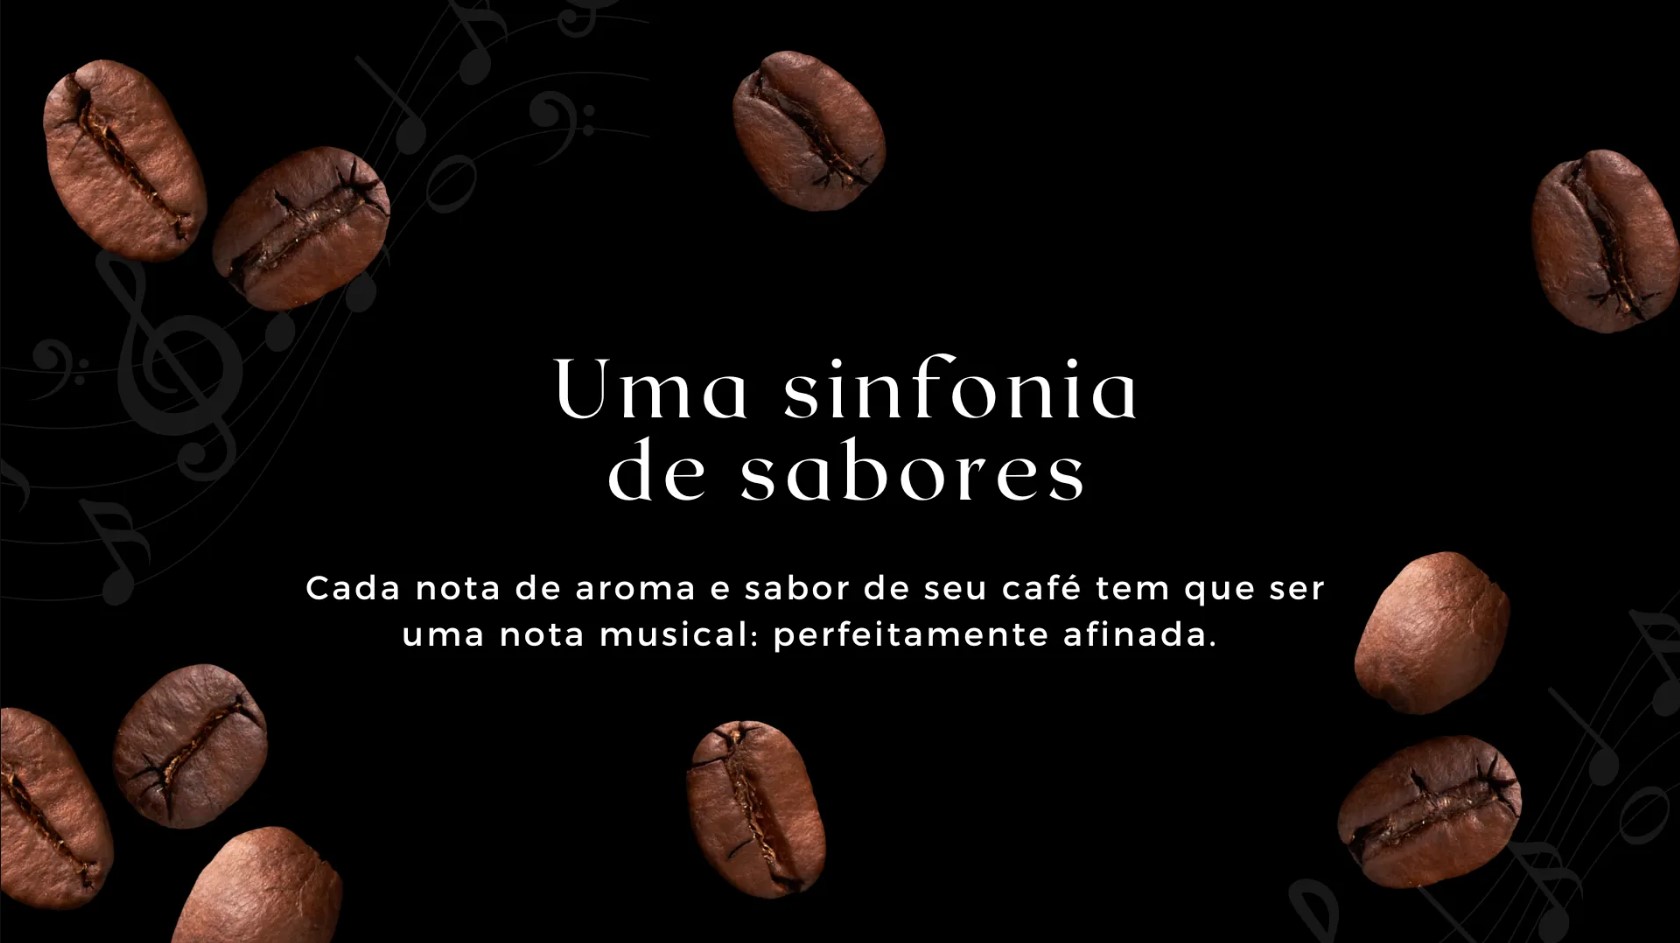 Uma sinfonia
de sabores
Cada nota de aroma e sabor de seu café tem que ser
uma nota musical: perfeitamente afinada.